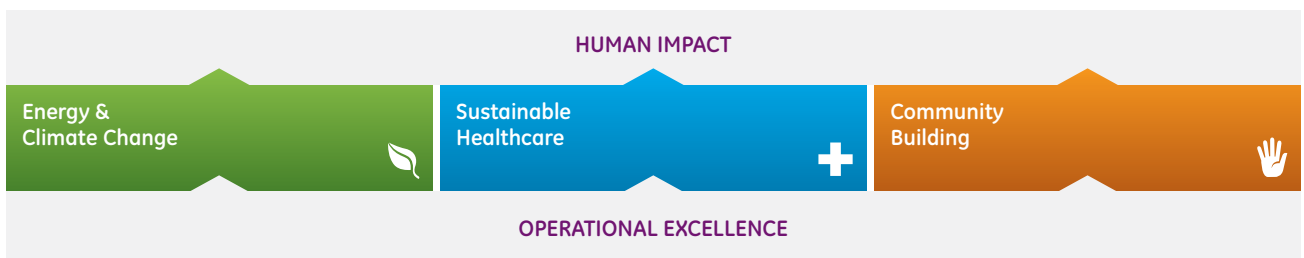 HUMAN IMPACT
Energy &
Climate Change
Sustainable
Healthcare
Community
Building
OPERATIONAL EXCELLENCE